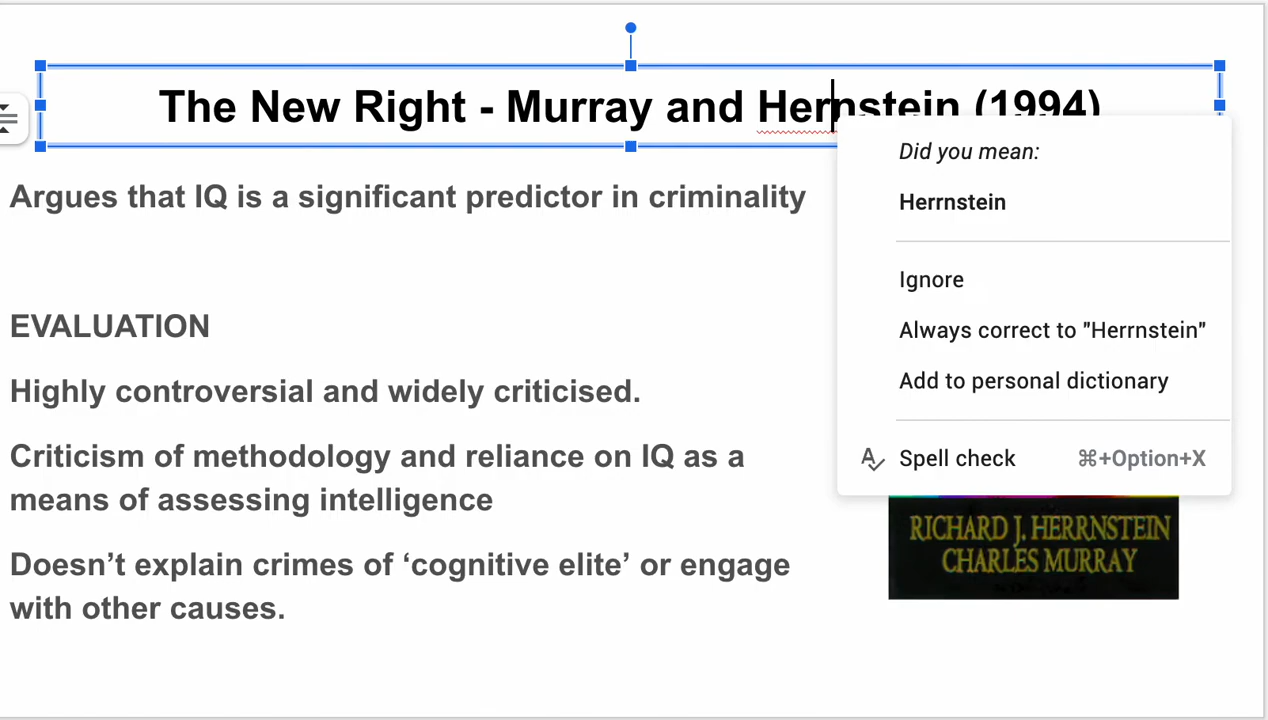 The New Right - Murray and Hernstein (1994)
Argues that IQ is a significant predictor in criminality
EVALUATION
Highly controversial and widely criticised.
Criticism of methodology and reliance on IQ as a
means of assessing intelligence
Doesn’t explain crimes of ‘cognitive elite’ or engage
with other causes.
Did you mean:
Herrnstein
Ignore
Always correct to "Herrnstein"
Add to personal dictionary
Spell check ⌘+Option+X
RICHARD J. HERRNSTEIN
CHARLES MURRAY